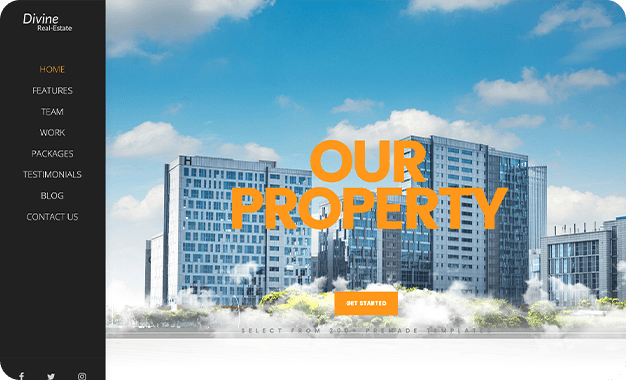 Divine
Real-Estate
HOME
FEATURES
TEAM
WORK
PACKAGES
TESTIMONIALS
BLOG
CONTACT US
OUR
PROPERTY
GET STARTED
SELECT FROM 200+ PREMADE TEMPLATES
H